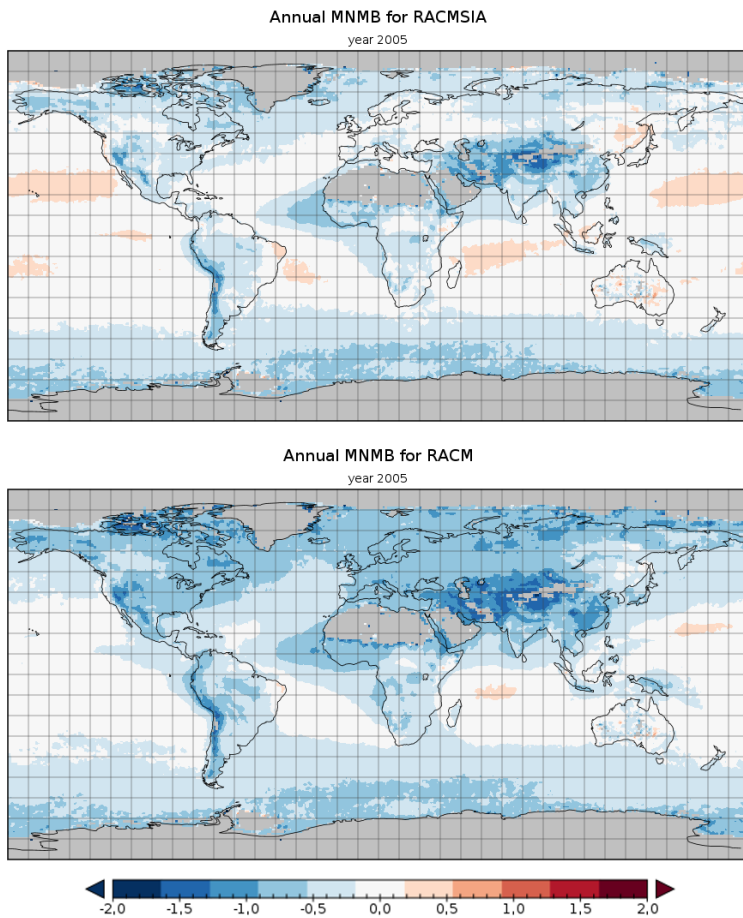 Annual MNMB for RACMSIA
year 2005
Annual MNMB for RACM
year 2005
-2,0 -1,5 -1,0 -0,5 0,0 0,5 1,0 1,5 2,0